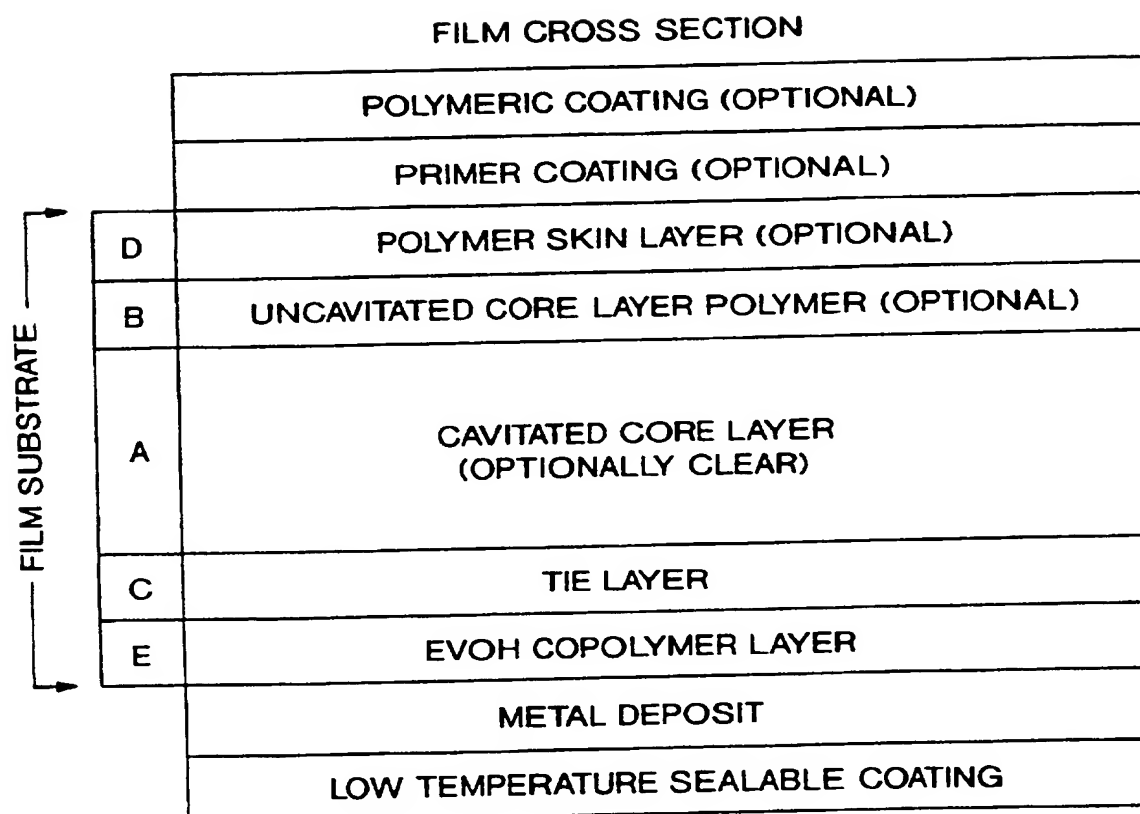 FILM CROSS SECTION
POLYMERIC COATING (OPTIONAL)
PRIMER COATING (OPTIONAL)
FILM SUBSTRATE
D
POLYMER SKIN LAYER (OPTIONAL)
B
UNCAVITATED CORE LAYER POLYMER (OPTIONAL)
A
CAVITATED CORE LAYER
(OPTIONALLY CLEAR)
C
TIE LAYER
E
EVOH COPOLYMER LAYER
METAL DEPOSIT
LOW TEMPERATURE SEALABLE COATING